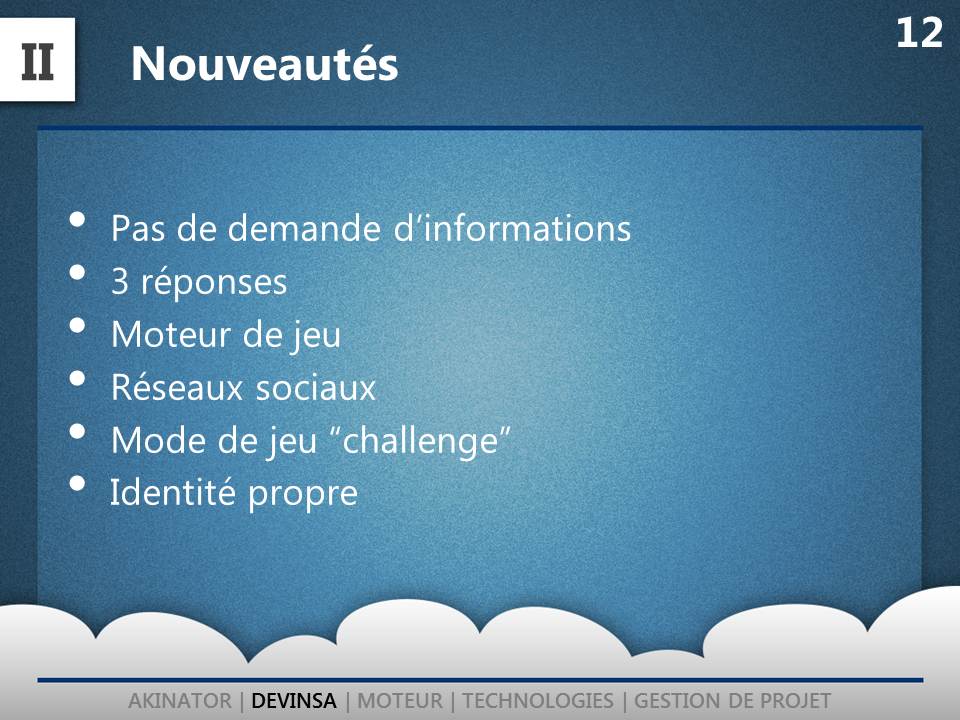 12
II
Nouveautés
• Pas de demande d’informations
• 3 réponses
• Moteur de jeu
• Réseaux sociaux
• Mode de jeu “challenge”
• Identité propre
AKINATOR | DEVINSA | MOTEUR | TECHNOLOGIES | GESTION DE PROJET